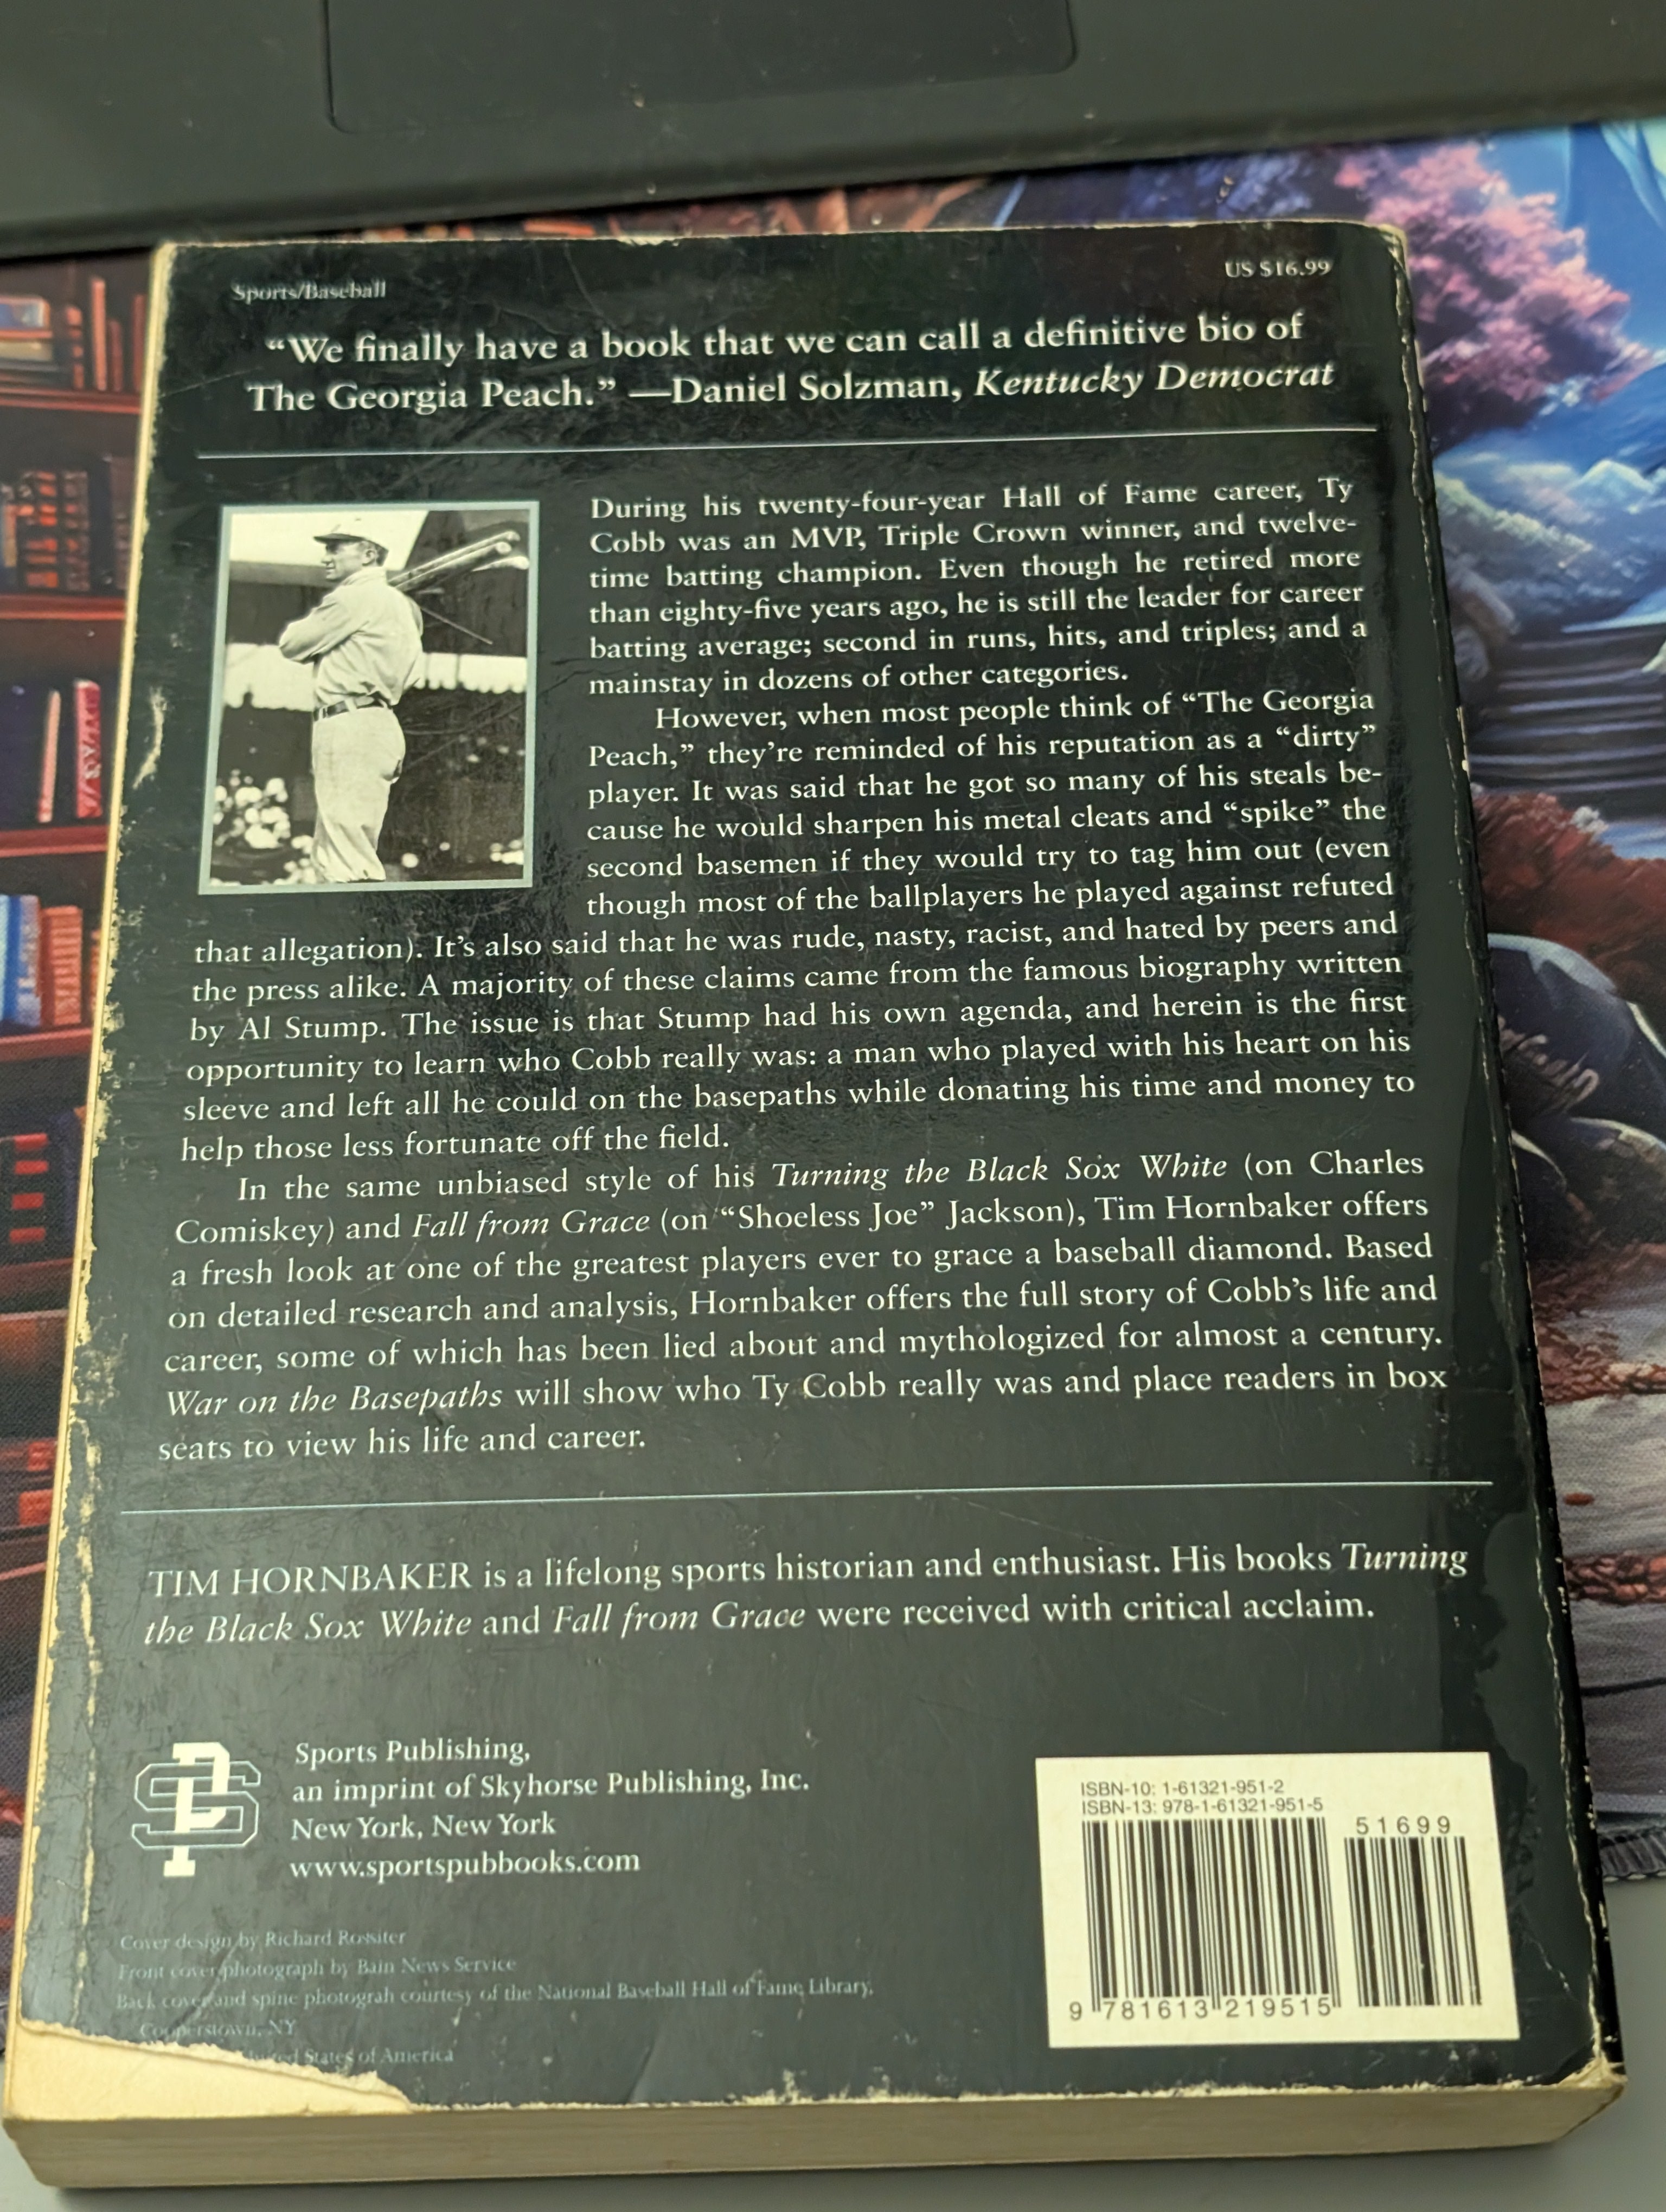 Sports/Baseball
US $16.99
“We finally have a book that we can call a definitive bio of
The Georgia Peach.” —Daniel Solzman, Kentucky Democrat
During his twenty-four-year Hall of Fame career, Ty
Cobb was an MVP, Triple Crown winner, and twelve-
time batting champion. Even though he retired more
than eighty-five years ago, he is still the leader for career
batting average; second in runs, hits, and triples; and a
mainstay in dozens of other categories.
However, when most people think of “The Georgia
Peach,” they’re reminded of his reputation as a “dirty”
player. It was said that he got so many of his steals be-
cause he would sharpen his metal cleats and “spike” the
second basemen if they would try to tag him out (even
though most of the ballplayers he played against refuted
that allegation). It’s also said that he was rude, nasty, racist, and hated by peers and
the press alike. A majority of these claims came from the famous biography written
by Al Stump. The issue is that Stump had his own agenda, and herein is the first
opportunity to learn who Cobb really was: a man who played with his heart on his
sleeve and left all he could on the basepaths while donating his time and money to
help those less fortunate off the field.
In the same unbiased style of his Turning the Black Sox White (on Charles
Comiskey) and Fall from Grace (on “Shoeless Joe” Jackson), Tim Hornbaker offers
a fresh look at one of the greatest players ever to grace a baseball diamond. Based
on detailed research and analysis, Hornbaker offers the full story of Cobb’s life and
career, some of which has been lied about and mythologized for almost a century.
War on the Basepaths will show who Ty Cobb really was and place readers in box
seats to view his life and career.
TIM HORNBAKER is a lifelong sports historian and enthusiast. His books Turning
the Black Sox White and Fall from Grace were received with critical acclaim.
SPI
Sports Publishing,
an imprint of Skyhorse Publishing, Inc.
New York, New York
www.sportspubbooks.com
Cover design by Richard Rossiter
Front cover photograph by Bain News Service
Back cover and spine photograh courtesy of the National Baseball Hall of Fame Library,
Cooperstown, NY
States of America
ISBN-10: 1-61321-951-2
ISBN-13: 978-1-61321-951-5
51699
9 781613 219515